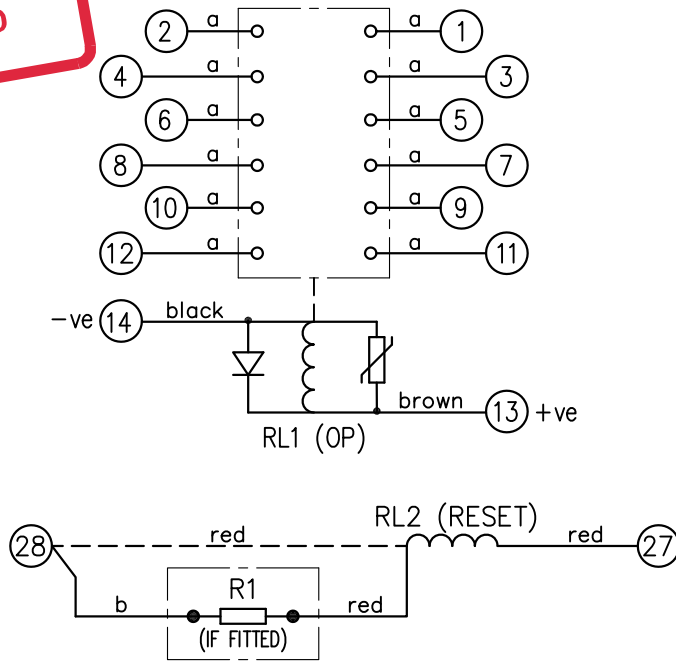 2 a a 1
4 a a 3
6 a a 5
8 a a 7
10 a a 9
12 a a 11
-ve 14 black
brown 13 +ve
RL1 (OP)
RL2 (RESET)
28 red red 27
R1
b red
(IF FITTED)